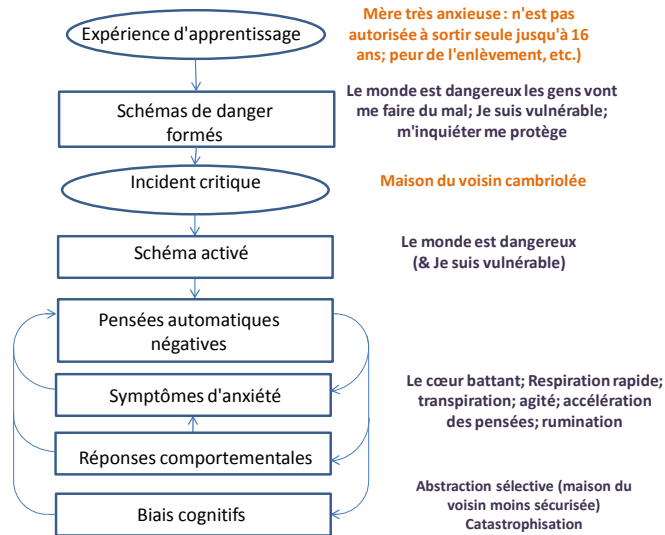 Expérience d'apprentissage
Mère très anxieuse : n'est pas
autorisée à sortir seule jusqu'à 16
ans; peur de l'enlèvement, etc.)
Schémas de danger
formés
Le monde est dangereux les gens vont
me faire du mal; Je suis vulnérable;
m'inquiéter me protège
Incident critique
Maison du voisin cambriolée
Schéma activé
Le monde est dangereux
(& Je suis vulnérable)
Pensées automatiques
négatives
Symptômes d'anxiété
Le cœur battant; Respiration rapide;
transpiration; agité; accélération
des pensées; rumination
Réponses comportementales
Biais cognitifs
Abstraction sélective (maison du
voisin moins sécurisée)
Catastrophisation